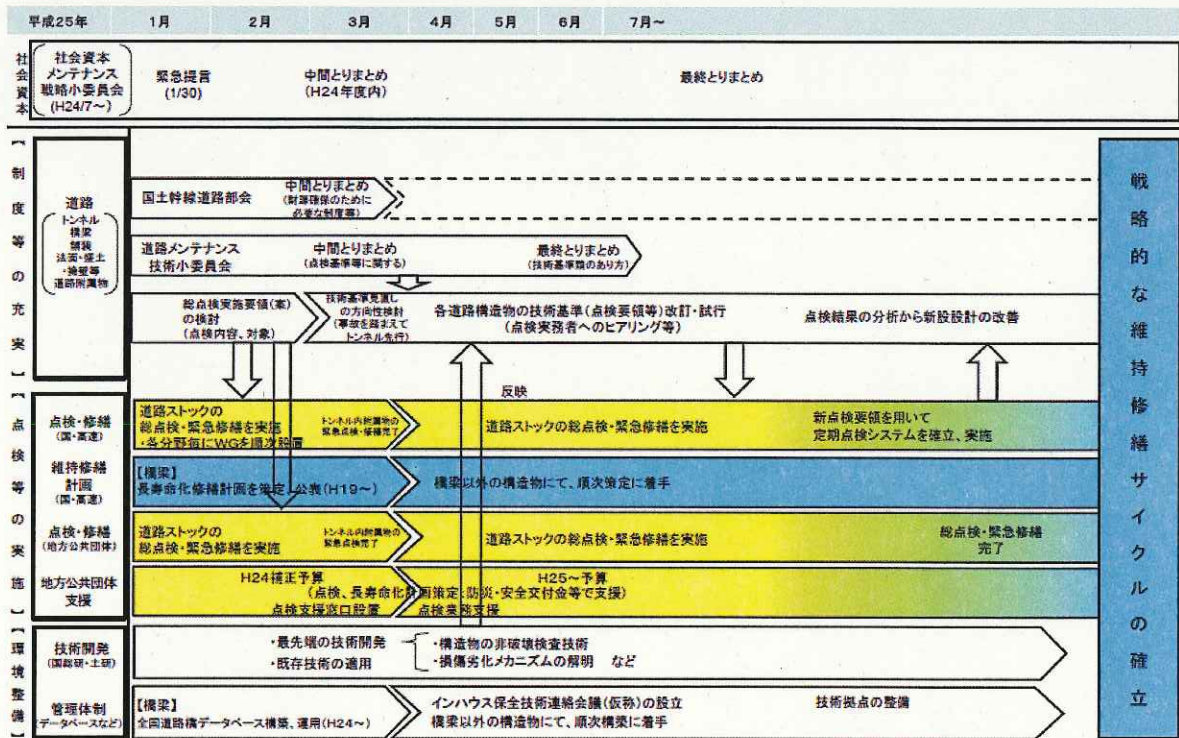 平成25年 1月 2月 3月 4月 5月 6月 7月～
社会資本
社会資本
メンテナンス
戦略小委員会
(H24/7～)
緊急提言
(1/30)
中間とりまとめ
(H24年度内)
最終とりまとめ
【制度等の充実】
道路
トンネル
橋梁
舗装
法面・盛土
・擁壁等
道路附属物
国土幹線道路部会
中間とりまとめ
(財源確保のために
必要な制度等)
道路メンテナンス
技術小委員会
中間とりまとめ
(点検基準等に関する)
最終とりまとめ
(技術基準類のあり方)
総点検実施要領(案)
の検討
(点検内容、対象)
技術基準見直し
の方向性検討
(事故を踏まえて
トンネル先行)
各道路構造物の技術基準(点検要領等)改訂・試行
(点検実務者へのヒアリング等)
点検結果の分析から新設設計の改善
反映
【点検等の実施】
点検・修繕
(国・高速)
道路ストックの
総点検・緊急修繕を実施
・各分野毎にWGを順次設置
トンネル内附属物の
緊急点検・修繕完了
道路ストックの総点検・緊急修繕を実施
新点検要領を用いて
定期点検システムを確立、実施
維持修繕
計画
(国・高速)
【橋梁】
長寿命化修繕計画を策定、公表(H19～)
橋梁以外の構造物にて、順次策定に着手
点検・修繕
(地方公共団体)
道路ストックの
総点検・緊急修繕を実施
トンネル内附属物の
緊急点検完了
道路ストックの総点検・緊急修繕を実施
総点検・緊急修繕
完了
地方公共団体
支援
H24補正予算
H25～予算
(点検、長寿命化計画策定:防災・安全交付金等で支援)
点検支援窓口設置
点検業務支援
【環境整備】
技術開発
(国総研・土研)
・最先端の技術開発
・既存技術の適用
・構造物の非破壊検査技術
・損傷劣化メカニズムの解明 など
管理体制
(データベースなど)
【橋梁】
全国道路橋データベース構築、運用(H24～)
インハウス保全技術連絡会議(仮称)の設立
橋梁以外の構造物にて、順次構築に着手
技術拠点の整備
戦略的な維持修繕サイクルの確立